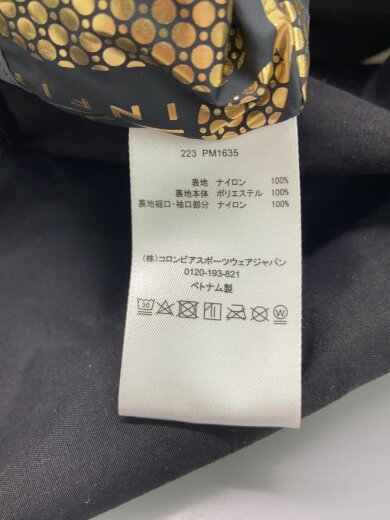 INFI
223 PM1635
表地 ナイロン 100%
裏地本体 ポリエステル 100%
裏地裾口・袖口部分 ナイロン 100%
(株)コロンビアスポーツウェアジャパン
0120-193-821
ベトナム製
30
W